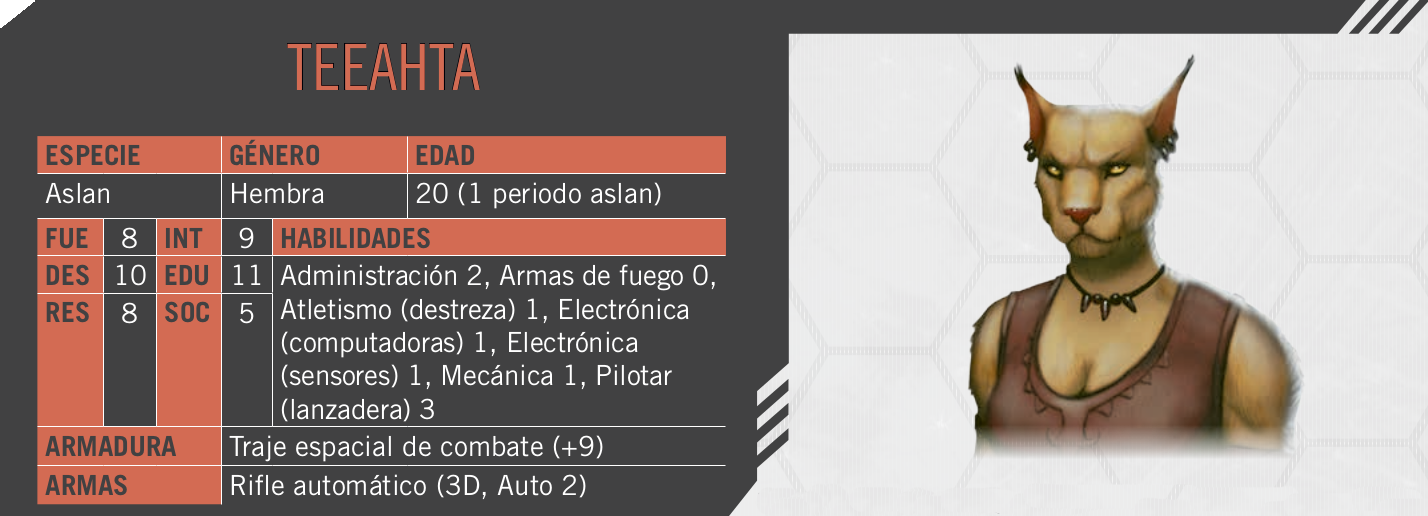 TEEAHTA
ESPECIE GÉNERO EDAD
Aslan Hembra 20 (1 periodo aslan)
FUE 8 INT 9 HABILIDADES
DES 10 EDU 11 Administración 2, Armas de fuego 0,
RES 8 SOC 5 Atletismo (destreza) 1, Electrónica
(computadoras) 1, Electrónica
(sensores) 1, Mecánica 1, Pilotar
(lanzadera) 3
ARMADURA Traje espacial de combate (+9)
ARMAS Rifle automático (3D, Auto 2)